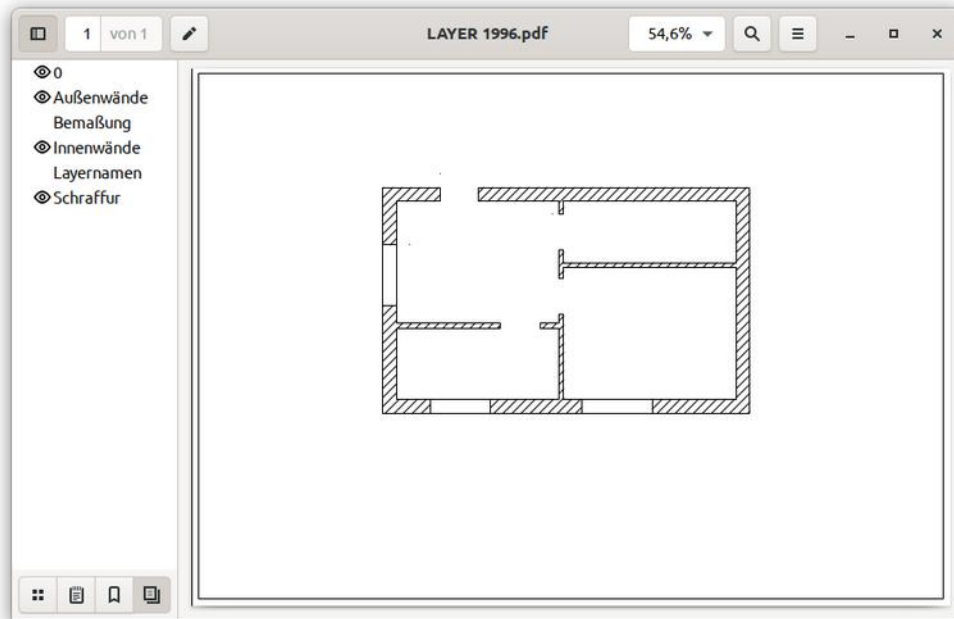 1 von 1
LAYER 1996.pdf
54,6%
0
Außenwände
Bemaßung
Innenwände
Layernamen
Schraffur